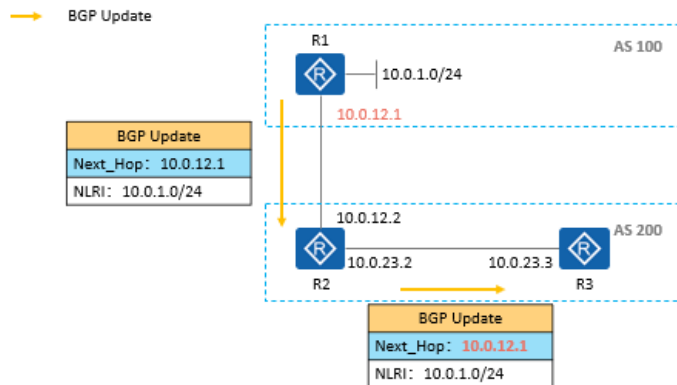 BGP Update
R1
AS 100
10.0.1.0/24
10.0.12.1
BGP Update
Next_Hop: 10.0.12.1
NLRI: 10.0.1.0/24
10.0.12.2
AS 200
10.0.23.2
10.0.23.3
R2
R3
BGP Update
Next_Hop: 10.0.12.1
NLRI: 10.0.1.0/24
R
R
R